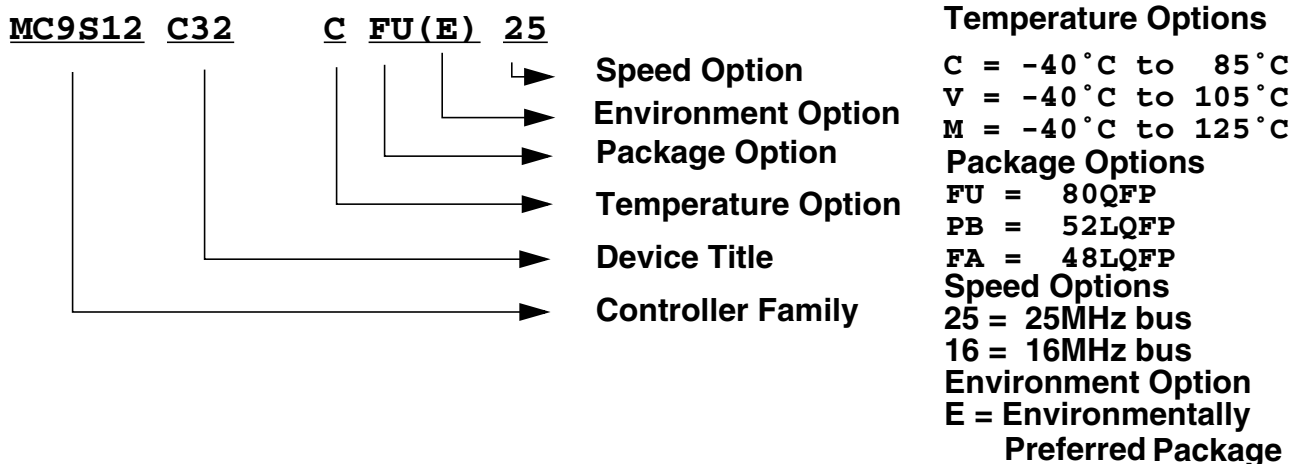 MC9S12 C32 C FU(E) 25
Speed Option
Environment Option
Package Option
Temperature Option
Device Title
Controller Family
Temperature Options
C = -40˚C to 85˚C
V = -40˚C to 105˚C
M = -40˚C to 125˚C
Package Options
FU = 80QFP
PB = 52LQFP
FA = 48LQFP
Speed Options
25 = 25MHz bus
16 = 16MHz bus
Environment Option
E = Environmentally
Preferred Package